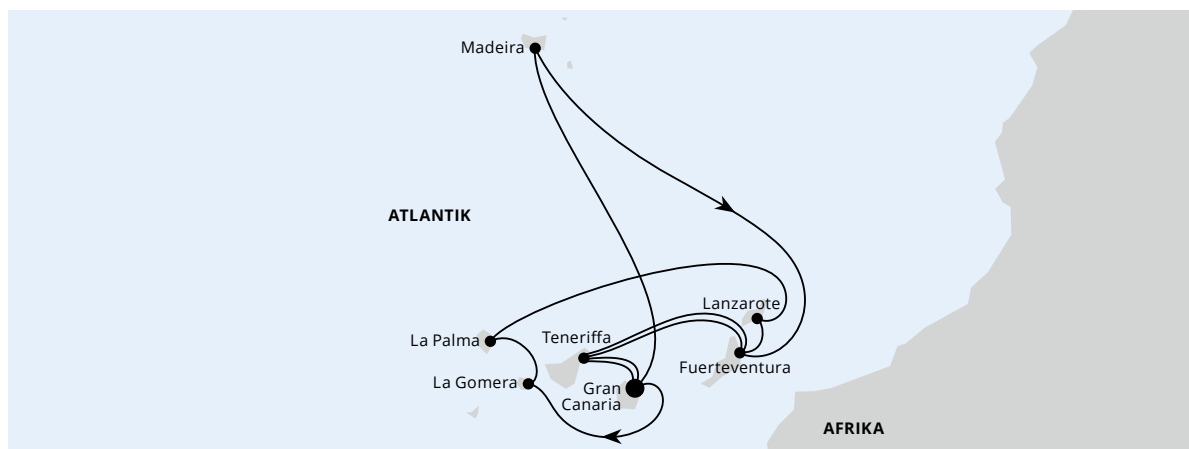 Madeira
ATLANTIK
Lanzarote
La Palma
Teneriffa
Fuerteventura
La Gomera
Gran
Canaria
AFRIKA